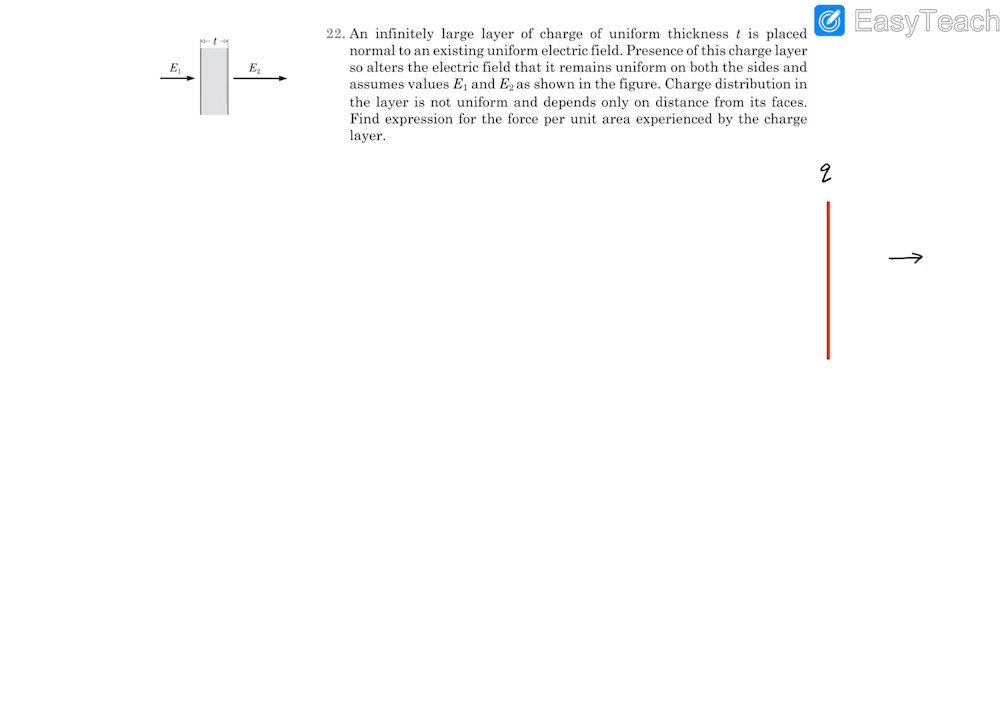 EasyTeach
t
E₁ E₂
22. An infinitely large layer of charge of uniform thickness t is placed
normal to an existing uniform electric field. Presence of this charge layer
so alters the electric field that it remains uniform on both the sides and
assumes values E₁ and E₂ as shown in the figure. Charge distribution in
the layer is not uniform and depends only on distance from its faces.
Find expression for the force per unit area experienced by the charge
layer.
q